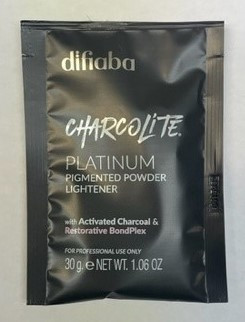 difiaba
CHARCOLITE.
PLATINUM
PIGMENTED POWDER
LIGHTENER
with Activated Charcoal &
Restorative BondPlex
FOR PROFESSIONAL USE ONLY
30 g. e NET WT. 1.06 OZ